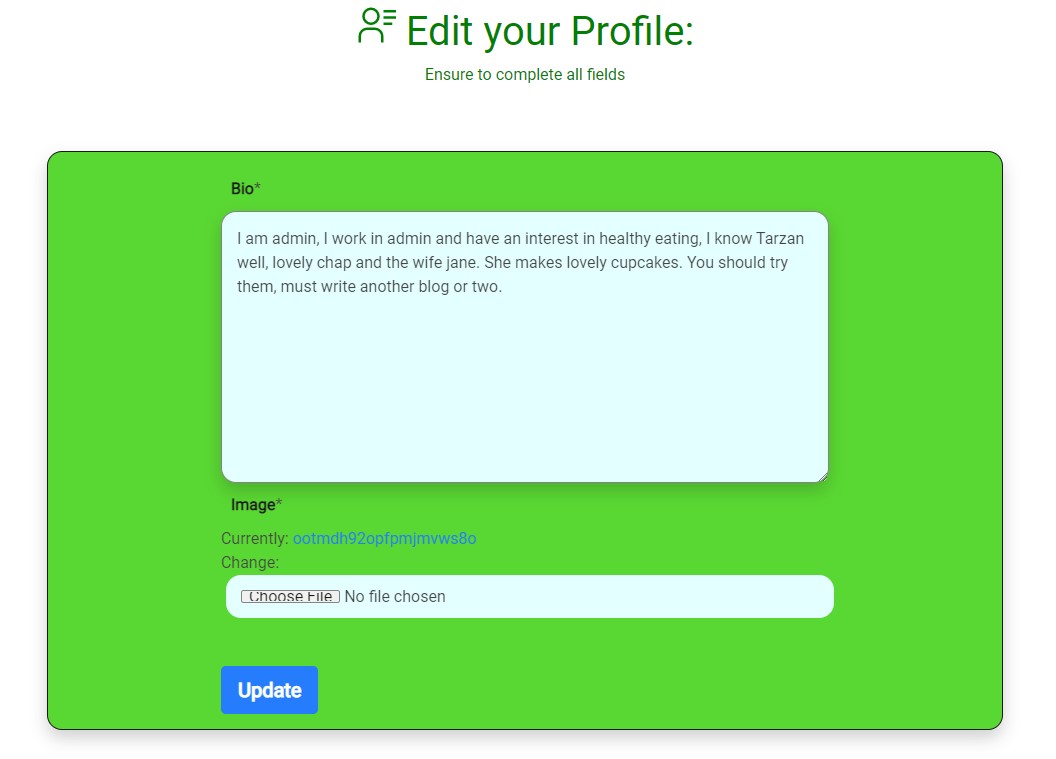 Edit your Profile:
Ensure to complete all fields
Bio*
I am admin, I work in admin and have an interest in healthy eating, I know Tarzan
well, lovely chap and the wife jane. She makes lovely cupcakes. You should try
them, must write another blog or two.
Image*
Currently: ootmdh92opfpmjmvws8o
Change:
Choose File No file chosen
Update